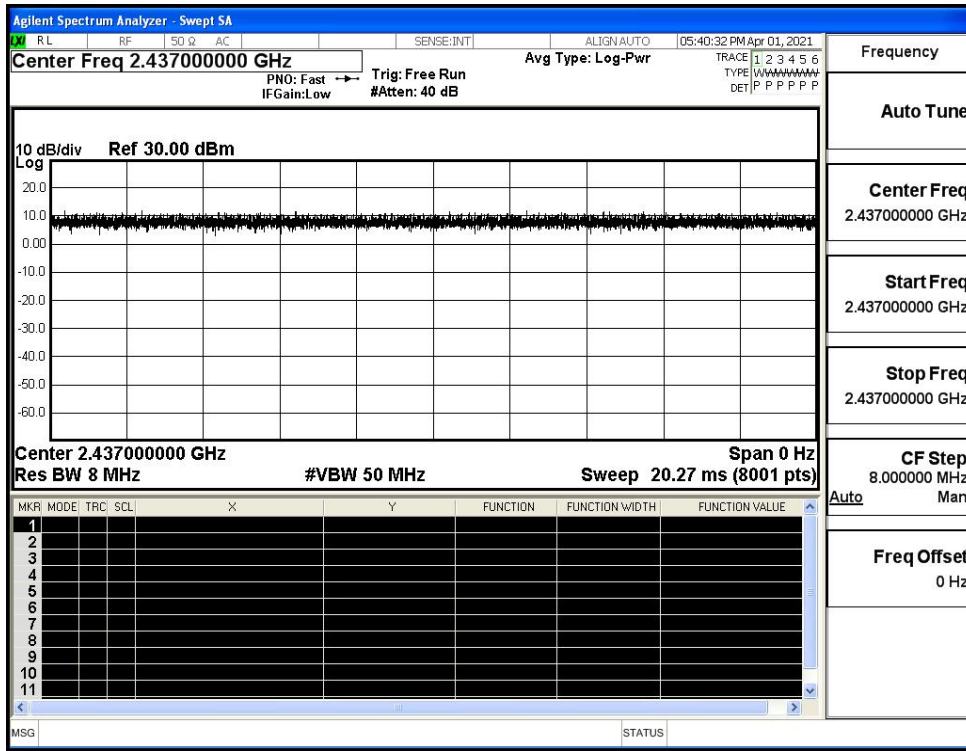 Agilent Spectrum Analyzer - Swept SA
LXI RL RF 50 Ω AC SENSE:INT ALIGNAUTO 05:40:32 PM Apr 01, 2021
Center Freq 2.437000000 GHz
PNO: Fast
IFGain:Low
Trig: Free Run
#Atten: 40 dB
Avg Type: Log-Pwr
TRACE 1 2 3 4 5 6
TYPE
DET P P P P P P
10 dB/div Ref 30.00 dBm
Log
20.0
10.0
0.00
-10.0
-20.0
-30.0
-40.0
-50.0
-60.0
Center 2.437000000 GHz Span 0 Hz
Res BW 8 MHz #VBW 50 MHz Sweep 20.27 ms (8001 pts)
MKR MODE TRC SCL X Y FUNCTION FUNCTION WIDTH FUNCTION VALUE
1
2
3
4
5
6
7
8
9
10
11
MSG STATUS
Frequency
Auto Tune
Center Freq
2.437000000 GHz
Start Freq
2.437000000 GHz
Stop Freq
2.437000000 GHz
CF Step
8.000000 MHz
Auto Man
Freq Offset
0 Hz